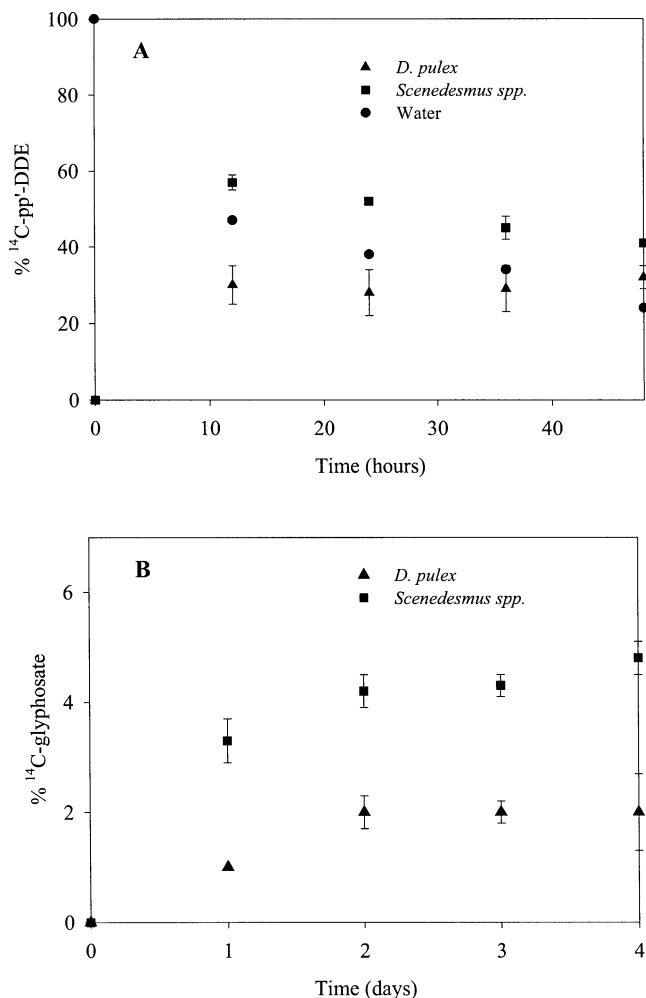 A
D. pulex
Scenedesmus spp.
Water
% ¹⁴C-pp'-DDE
100
80
60
40
20
0
0 10 20 30 40
Time (hours)
B
D. pulex
Scenedesmus spp.
% ¹⁴C-glyphosate
6
4
2
0
0 1 2 3 4
Time (days)